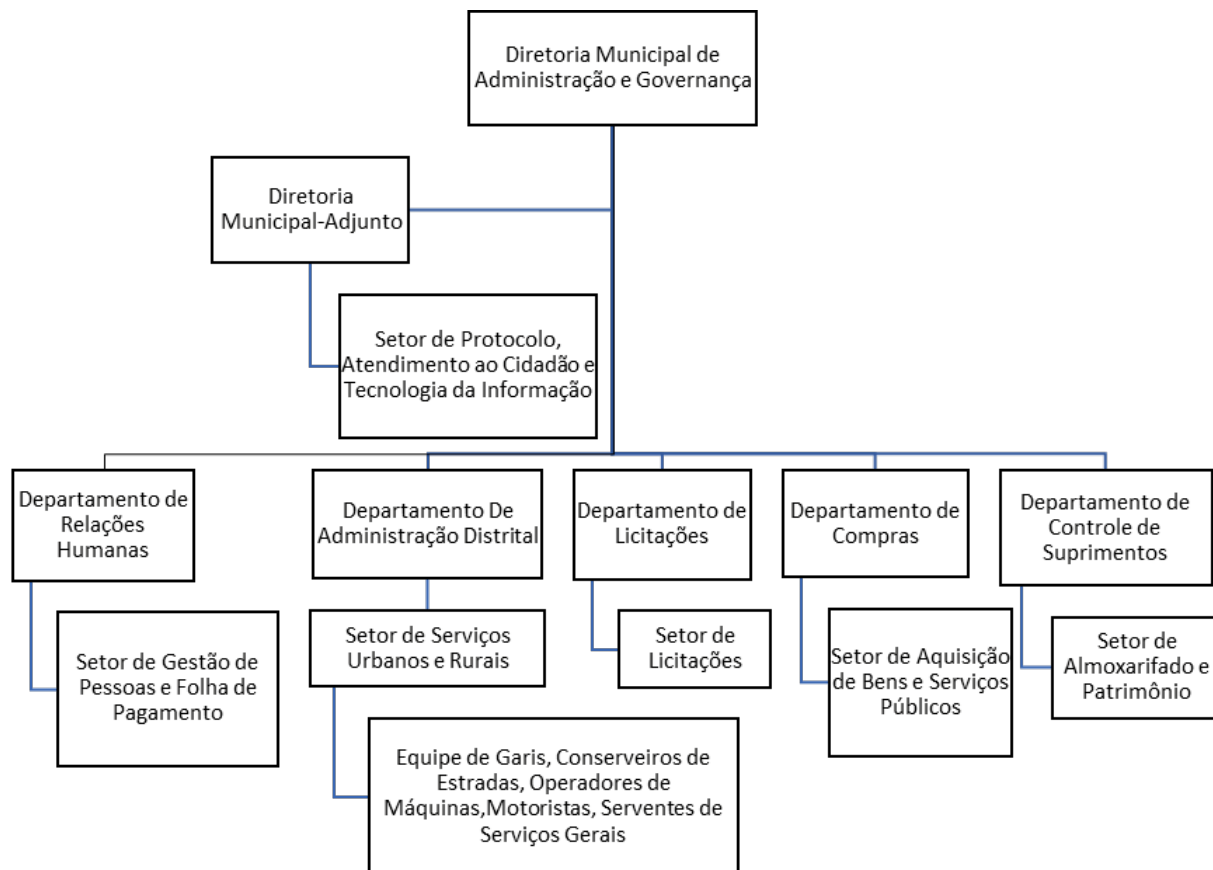 Diretoria Municipal de
Administração e Governança
Diretoria
Municipal-Adjunto
Setor de Protocolo,
Atendimento ao Cidadão e
Tecnologia da Informação
Departamento de
Relações
Humanas
Departamento De
Administração Distrital
Departamento de
Licitações
Departamento de
Compras
Departamento de
Controle de
Suprimentos
Setor de Gestão de
Pessoas e Folha de
Pagamento
Setor de Serviços
Urbanos e Rurais
Setor de
Licitações
Setor de Aquisição
de Bens e Serviços
Públicos
Setor de
Almoxarifado e
Patrimônio
Equipe de Garis, Conserveiros de
Estradas, Operadores de
Máquinas,Motoristas, Serventes de
Serviços Gerais